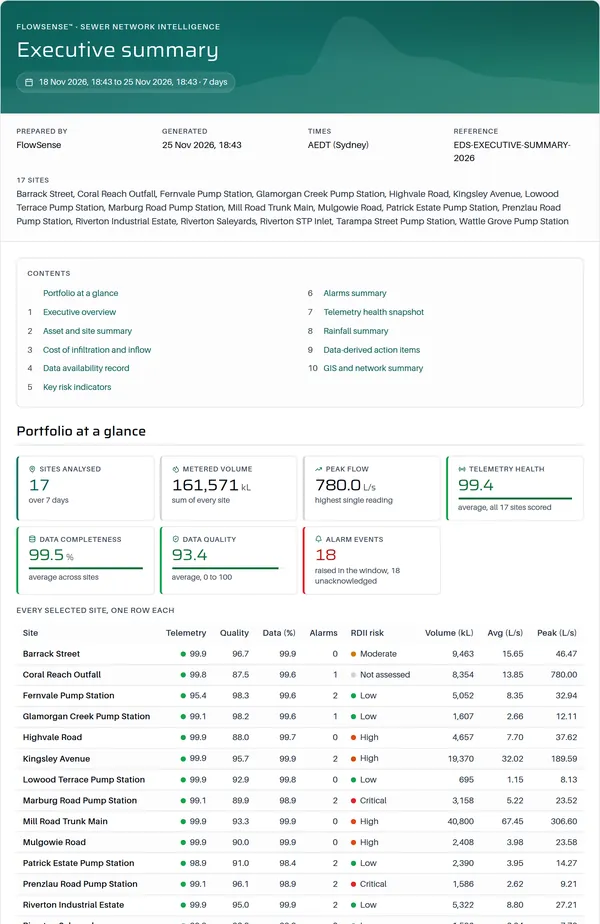 FLOWSENSE™ · SEWER NETWORK INTELLIGENCE
Executive summary
18 Nov 2026, 18:43 to 25 Nov 2026, 18:43 · 7 days
PREPARED BY GENERATED TIMES REFERENCE
FlowSense 25 Nov 2026, 18:43 AEDT (Sydney) EDS-EXECUTIVE-SUMMARY-
2026
17 SITES
Barrack Street, Coral Reach Outfall, Fernvale Pump Station, Glamorgan Creek Pump Station, Highvale Road, Kingsley Avenue, Lowood
Terrace Pump Station, Marburg Road Pump Station, Mill Road Trunk Main, Mulgowie Road, Patrick Estate Pump Station, Prenzlau Road
Pump Station, Riverton Industrial Estate, Riverton Saleyards, Riverton STP Inlet, Tarampa Street Pump Station, Wattle Grove Pump Station
CONTENTS
Portfolio at a glance
1 Executive overview
2 Asset and site summary
3 Cost of infiltration and inflow
4 Data availability record
5 Key risk indicators
6 Alarms summary
7 Telemetry health snapshot
8 Rainfall summary
9 Data-derived action items
10 GIS and network summary
Portfolio at a glance
SITES ANALYSED
17
over 7 days
METERED VOLUME
161,571 kL
sum of every site
PEAK FLOW
780.0 L/s
highest single reading
TELEMETRY HEALTH
99.4
average, all 17 sites scored
DATA COMPLETENESS
99.5 %
average across sites
DATA QUALITY
93.4
average, 0 to 100
ALARM EVENTS
18
raised in the window, 18
unacknowledged
EVERY SELECTED SITE, ONE ROW EACH
Site Telemetry Quality Data (%) Alarms RDII risk Volume (kL) Avg (L/s) Peak (L/s)
Barrack Street 99.9 96.7 99.9 0 Moderate 9,463 15.65 46.47
Coral Reach Outfall 99.8 87.5 99.6 1 Not assessed 8,354 13.85 780.00
Fernvale Pump Station 95.4 98.3 99.6 2 Low 5,052 8.35 32.94
Glamorgan Creek Pump Station 99.1 98.2 99.6 1 Low 1,607 2.66 12.11
Highvale Road 99.9 88.0 99.7 0 High 4,657 7.70 37.62
Kingsley Avenue 99.9 95.7 99.9 2 High 19,370 32.02 189.59
Lowood Terrace Pump Station 99.9 92.9 99.8 0 Low 695 1.15 8.13
Marburg Road Pump Station 99.1 89.9 98.9 2 Critical 3,158 5.22 23.52
Mill Road Trunk Main 99.9 93.3 99.9 0 High 40,800 67.45 306.60
Mulgowie Road 99.9 90.0 99.9 0 High 2,408 3.98 23.58
Patrick Estate Pump Station 98.9 91.0 98.4 2 Low 2,390 3.95 14.27
Prenzlau Road Pump Station 99.1 96.1 98.9 2 Critical 1,586 2.62 9.21
Riverton Industrial Estate 99.9 95.0 99.9 2 Low 5,322 8.80 27.21